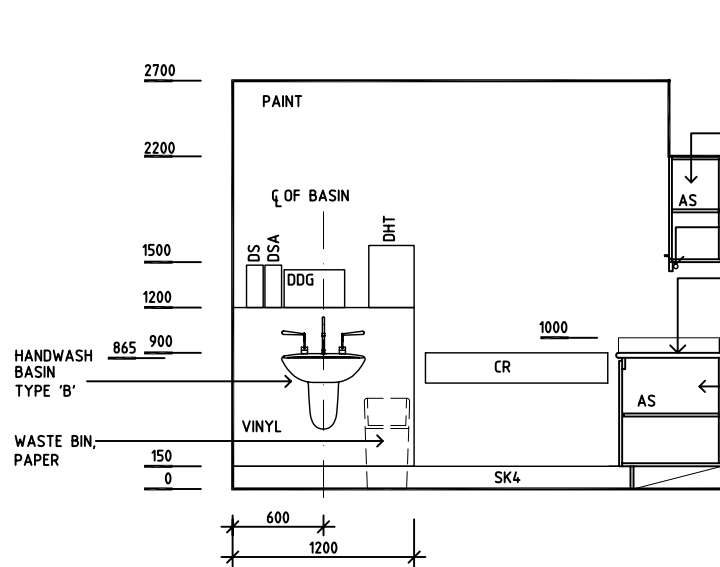 2700
PAINT
2200
AS
℄ OF BASIN
DHT
DS
DSA
1500
DDG
1200
1000
900
865
HANDWASH
BASIN
TYPE 'B'
CR
AS
VINYL
WASTE BIN,
PAPER
150
0
SK4
600
1200